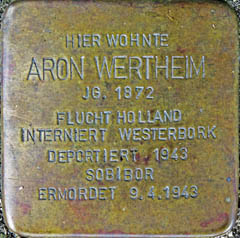 HIER WOHNTE
ARON WERTHEIM
JG. 1872
FLUCHT HOLLAND
INTERNIERT WESTERBORK
DEPORTIERT 1943
SOBIBOR
ERMORDET 9.4.1943